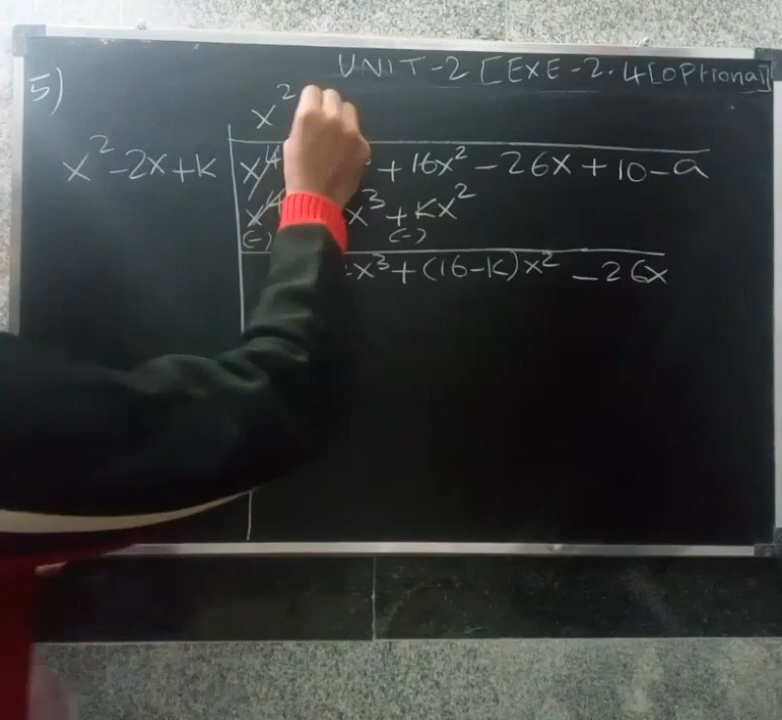 UNIT-2 [EXE-2.4[optional]
5)
x²
x²-2x+k x⁴ + 16x² - 26x + 10-a
x⁴ x³ + kx²
(-) (-)
x³ + (16-k)x² - 26x